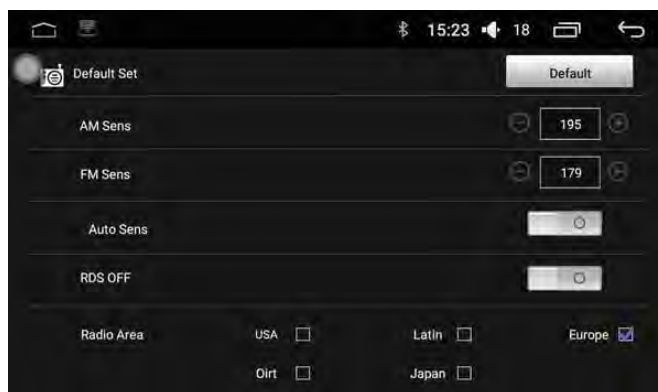 15:23 18
Default Set Default
AM Sens 195
FM Sens 179
Auto Sens
RDS OFF
Radio Area USA Latin Europe
Oirt Japan